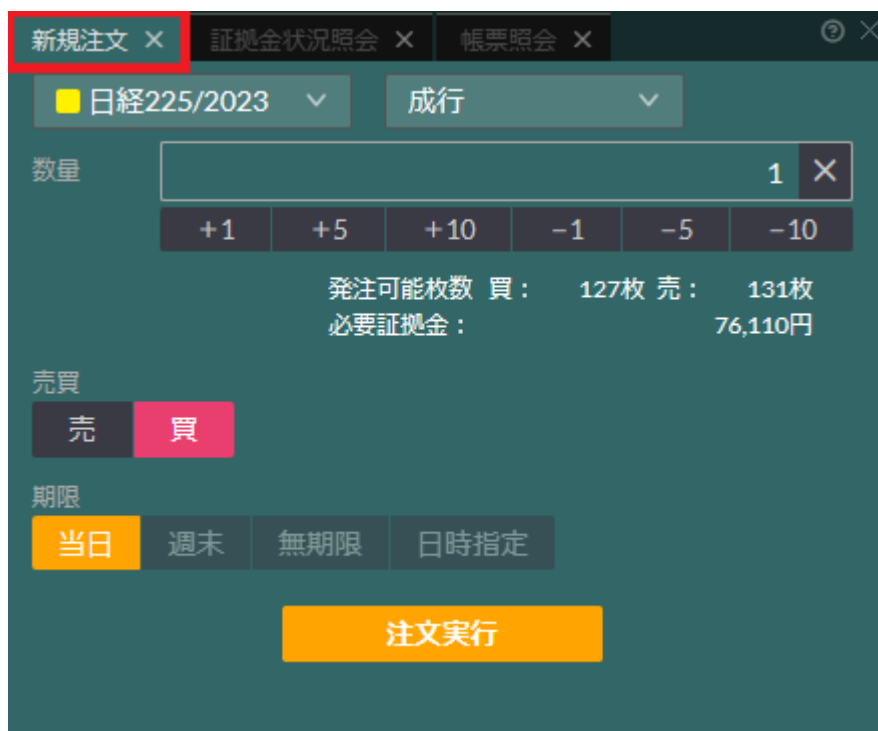 新規注文 × 証拠金状況照会 × 帳票照会 × ? ×
日経225/2023 成行
数量 1 ×
+1 +5 +10 −1 −5 −10
発注可能枚数 買： 127枚 売： 131枚
必要証拠金： 76,110円
売買
売 買
期限
当日 週末 無期限 日時指定
注文実行